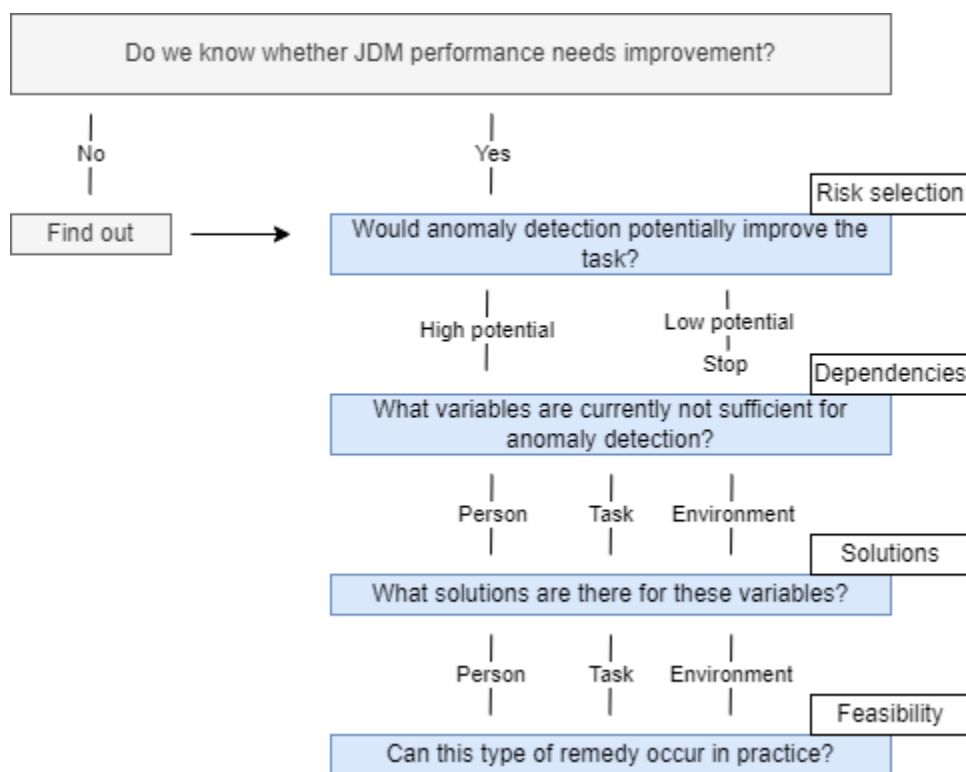 Do we know whether JDM performance needs improvement?
No
Yes
Risk selection
Find out
Would anomaly detection potentially improve the
task?
High potential
Low potential
Stop
Dependencies
What variables are currently not sufficient for
anomaly detection?
Person
Task
Environment
Solutions
What solutions are there for these variables?
Person
Task
Environment
Feasibility
Can this type of remedy occur in practice?